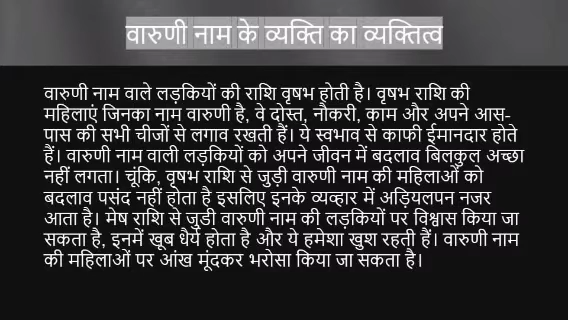 वारुणी नाम के व्यक्ति का व्यक्तित्व
वारुणी नाम वाले लड़कियों की राशि वृषभ होती है। वृषभ राशि की
महिलाएं जिनका नाम वारुणी है, वे दोस्त, नौकरी, काम और अपने आस-
पास की सभी चीजों से लगाव रखती हैं। ये स्वभाव से काफी ईमानदार होते
हैं। वारुणी नाम वाली लड़कियों को अपने जीवन में बदलाव बिलकुल अच्छा
नहीं लगता। चूंकि, वृषभ राशि से जुड़ी वारुणी नाम की महिलाओं को
बदलाव पसंद नहीं होता है इसलिए इनके व्यव्हार में अड़ियलपन नजर
आता है। मेष राशि से जुडी वारुणी नाम की लड़कियों पर विश्वास किया जा
सकता है, इनमें खूब धैर्य होता है और ये हमेशा खुश रहती हैं। वारुणी नाम
की महिलाओं पर आंख मूंदकर भरोसा किया जा सकता है।